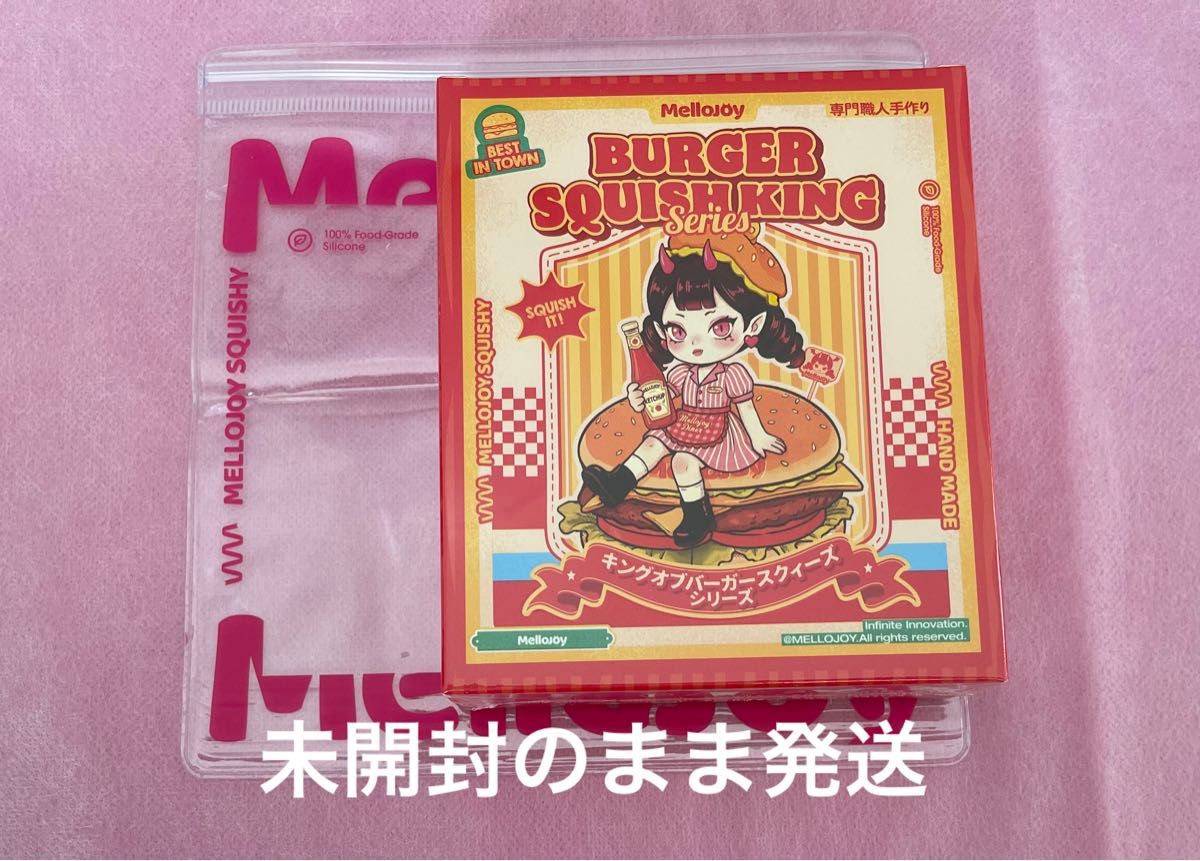 Me
100% Food-Grade
Silicone
MELLOJOY SQUISHY
MelloJoy
専門職人手作り
BEST
IN TOWN
BURGER
SQUISH KING
Series
100% Food-Grade
Silicone
SQUISH
IT!
MELLOJOY SQUISHY
KETCHUP
Mellojoy
Diner
HAND MADE
キングオブバーガースクィーズ
シリーズ
MelloJoy
Infinite Innovation.
@MELLOJOY.All rights reserved.
未開封のまま発送